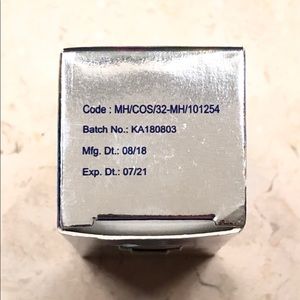 Code : MH/COS/32-MH/101254
Batch No.: KA180803
Mfg. Dt.: 08/18
Exp. Dt.: 07/21